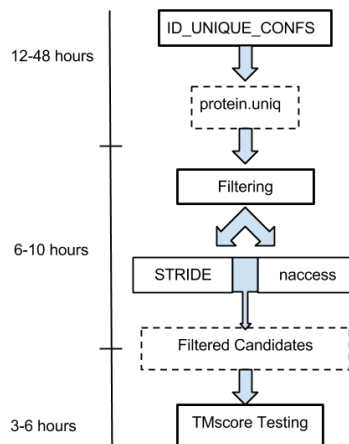 ID_UNIQUE_CONFS
12-48 hours
protein.uniq
Filtering
6-10 hours
STRIDE naccess
Filtered Candidates
3-6 hours
TMscore Testing